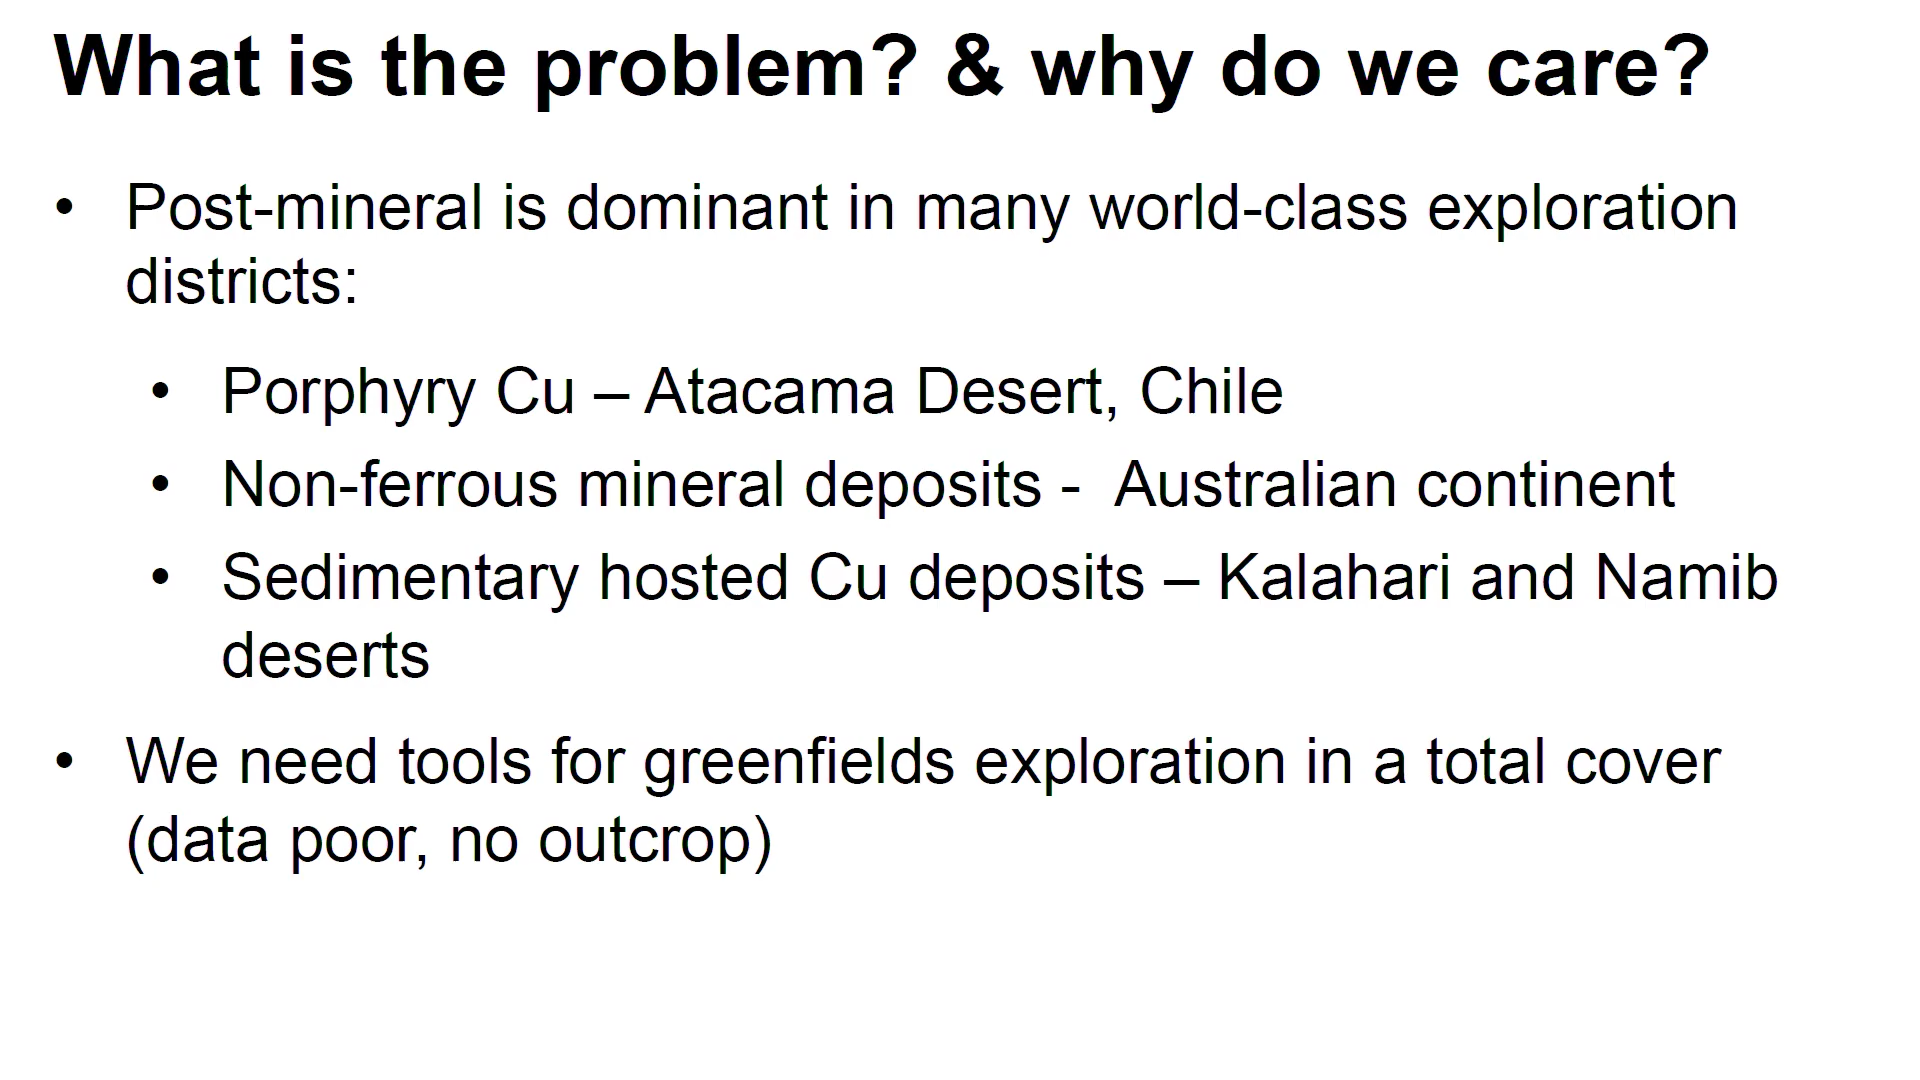 What is the problem? & why do we care?
• Post-mineral is dominant in many world-class exploration
districts:
• Porphyry Cu – Atacama Desert, Chile
• Non-ferrous mineral deposits -  Australian continent
• Sedimentary hosted Cu deposits – Kalahari and Namib
deserts
• We need tools for greenfields exploration in a total cover
(data poor, no outcrop)